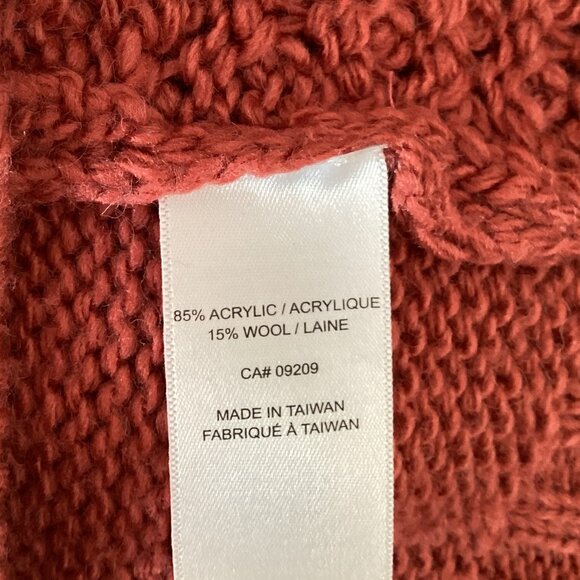 85% ACRYLIC / ACRYLIQUE
15% WOOL / LAINE
CA# 09209
MADE IN TAIWAN
FABRIQUÉ À TAIWAN